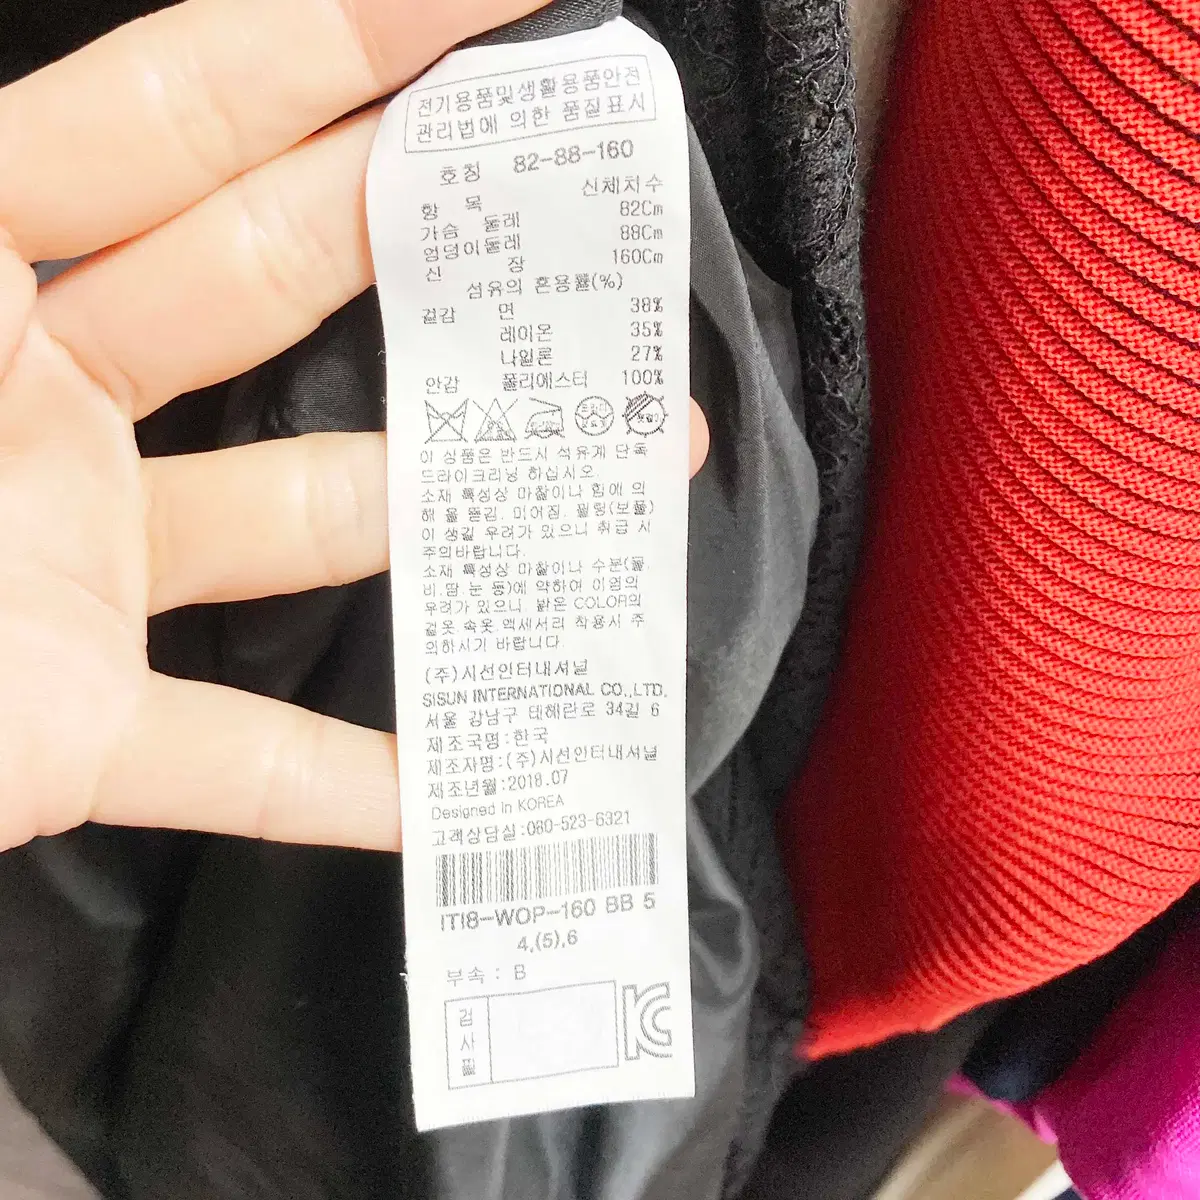 전기용품및생활용품안전
관리법에 의한 품질표시
호칭 82-88-160
항 목 신체치수
가슴 둘레 82Cm
엉덩이둘레 88Cm
신 장 160Cm
섬유의 혼용률(%)
겉감 면 38%
레이온 35%
나일론 27%
안감 폴리에스터 100%
이 상품은 반드시 석유계 단독
드라이크리닝 하십시오.
소재 특성상 마찰이나 힘에 의
해 올 뜯김, 미어짐, 필링(보풀)
이 생길 우려가 있으니 취급 시
주의바랍니다.
소재 특성상 마찰이나 수분(물,
비,땀,눈 등)에 약하여 이염의
우려가 있으니, 밝은 COLOR의
겉옷,속옷,액세서리 착용시 주
의하시기 바랍니다.
(주)시선인터내셔널
SISUN INTERNATIONAL CO.,LTD.
서울 강남구 테헤란로 34길 6
제조국명:한국
제조자명:(주)시선인터내셔널
제조년월:2018.07
Designed in KOREA
고객상담실:080-523-6321
ITI8-WOP-160 BB 5
4,(5),6
부속 : B
검사필